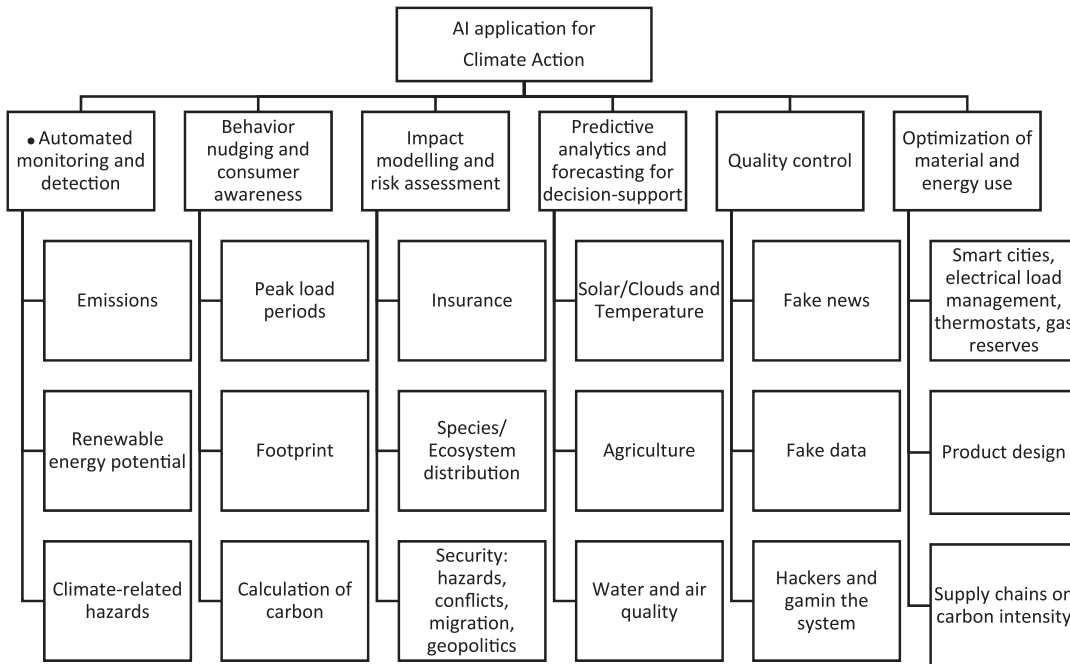 AI application for
Climate Action
• Automated
monitoring and
detection
Behavior
nudging and
consumer
awareness
Impact
modelling and
risk assessment
Predictive
analytics and
forecasting for
decision-support
Quality control
Optimization of
material and
energy use
Emissions
Peak load
periods
Insurance
Solar/Clouds and
Temperature
Fake news
Smart cities,
electrical load
management,
thermostats, gas
reserves
Renewable
energy potential
Footprint
Species/
Ecosystem
distribution
Agriculture
Fake data
Product design
Climate-related
hazards
Calculation of
carbon
Security:
hazards,
conflicts,
migration,
geopolitics
Water and air
quality
Hackers and
gamin the
system
Supply chains on
carbon intensity